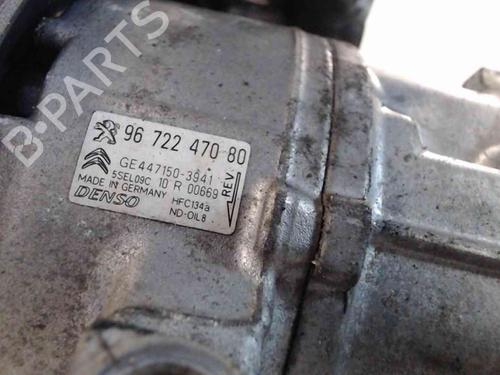 B-PARTS
96 722 470 80
GE447150-3941
5SEL09C 10 R 00669
MADE IN GERMANY HFC134a
DENSO ND-OIL8
REV.